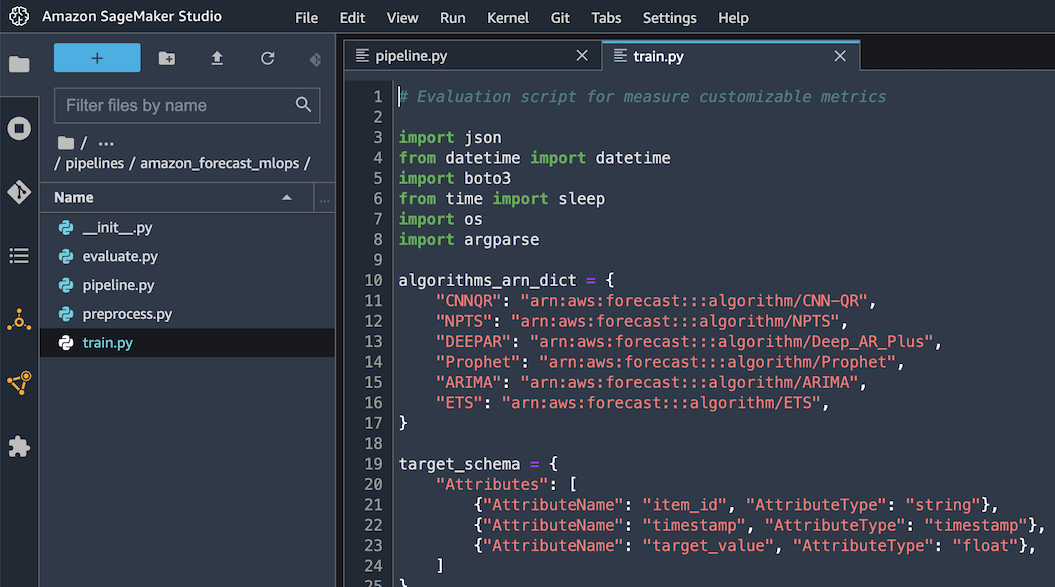 Amazon SageMaker Studio File Edit View Run Kernel Git Tabs Settings Help
+
pipeline.py train.py
Filter files by name
/ ...
/ pipelines / amazon_forecast_mlops /
Name
...
__init__.py
evaluate.py
pipeline.py
preprocess.py
train.py
1 # Evaluation script for measure customizable metrics
2
3 import json
4 from datetime import datetime
5 import boto3
6 from time import sleep
7 import os
8 import argparse
9
10 algorithms_arn_dict = {
11     "CNNQR": "arn:aws:forecast:::algorithm/CNN-QR",
12     "NPTS": "arn:aws:forecast:::algorithm/NPTS",
13     "DEEPAR": "arn:aws:forecast:::algorithm/Deep_AR_Plus",
14     "Prophet": "arn:aws:forecast:::algorithm/Prophet",
15     "ARIMA": "arn:aws:forecast:::algorithm/ARIMA",
16     "ETS": "arn:aws:forecast:::algorithm/ETS",
17 }
18
19 target_schema = {
20     "Attributes": [
21         {"AttributeName": "item_id", "AttributeType": "string"},
22         {"AttributeName": "timestamp", "AttributeType": "timestamp"},
23         {"AttributeName": "target_value", "AttributeType": "float"},
24     ]
25 }